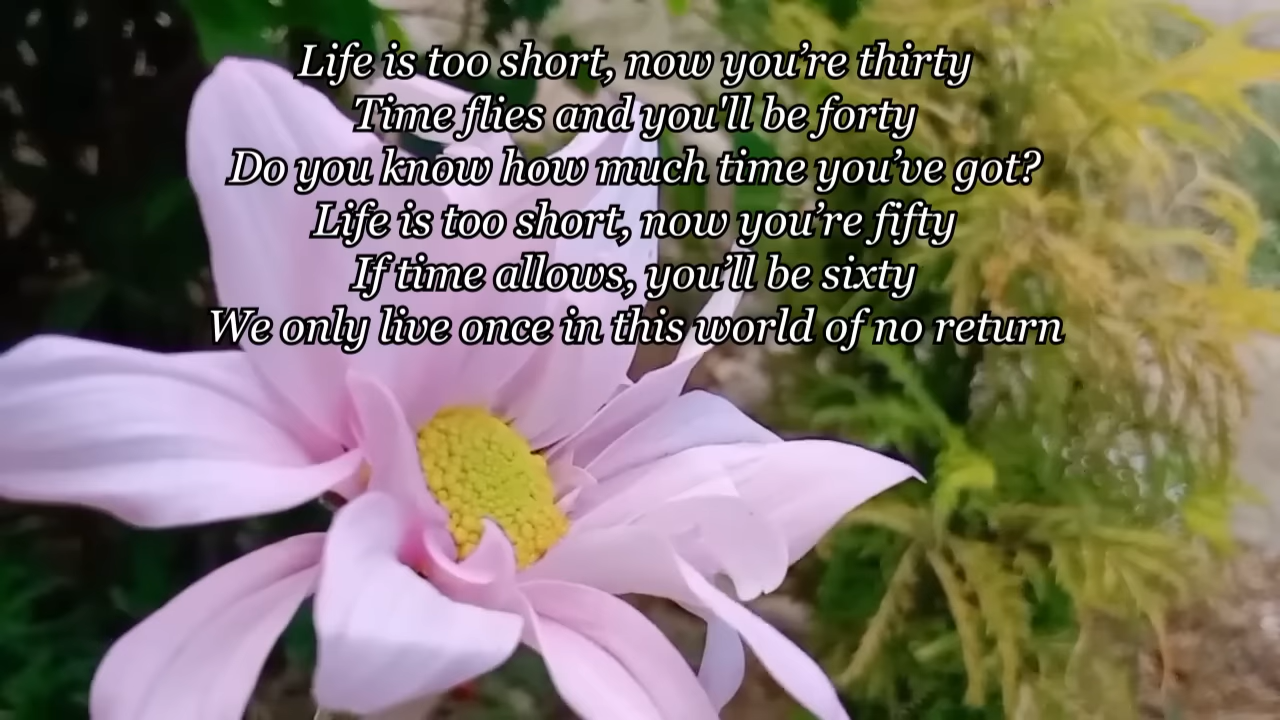 Life is too short, now you’re thirty
Time flies and you'll be forty
Do you know how much time you’ve got?
Life is too short, now you’re fifty
If time allows, you’ll be sixty
We only live once in this world of no return